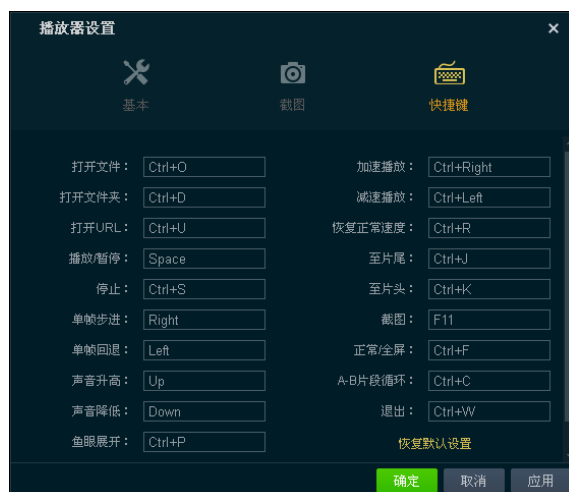 播放器设置 ×
基本 截图 快捷键
打开文件： Ctrl+O 加速播放： Ctrl+Right
打开文件夹： Ctrl+D 减速播放： Ctrl+Left
打开URL： Ctrl+U 恢复正常速度： Ctrl+R
播放/暂停： Space 至片尾： Ctrl+J
停止： Ctrl+S 至片头： Ctrl+K
单帧步进： Right 截图： F11
单帧回退： Left 正常/全屏： Ctrl+F
声音升高： Up A-B片段循环： Ctrl+C
声音降低： Down 退出： Ctrl+W
鱼眼展开： Ctrl+P 恢复默认设置
确定 取消 应用